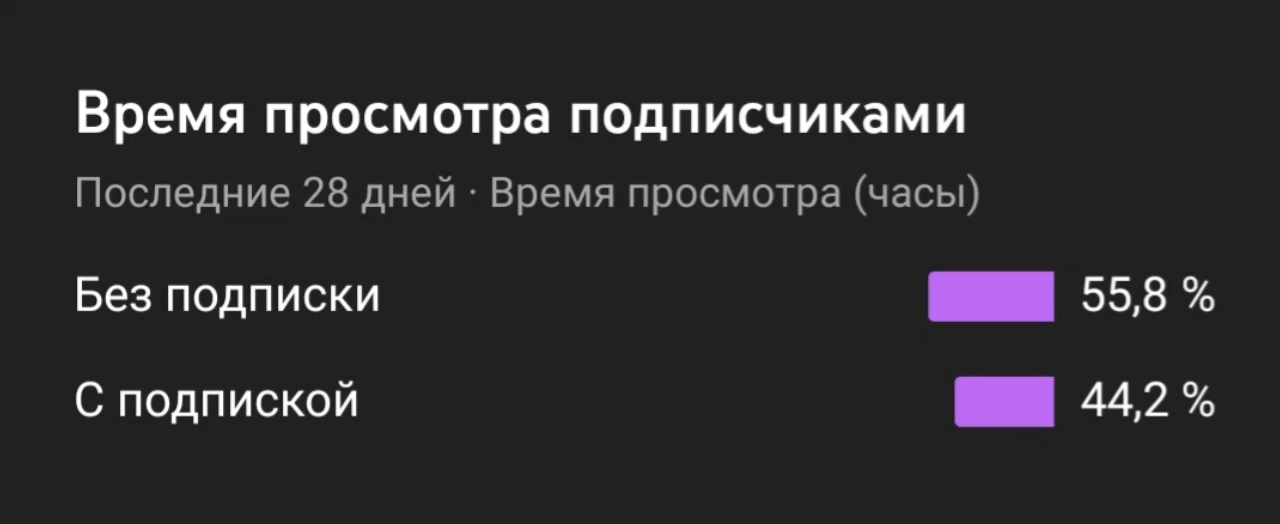 Время просмотра подписчиками
Последние 28 дней · Время просмотра (часы)
Без подписки 55,8 %
С подпиской 44,2 %